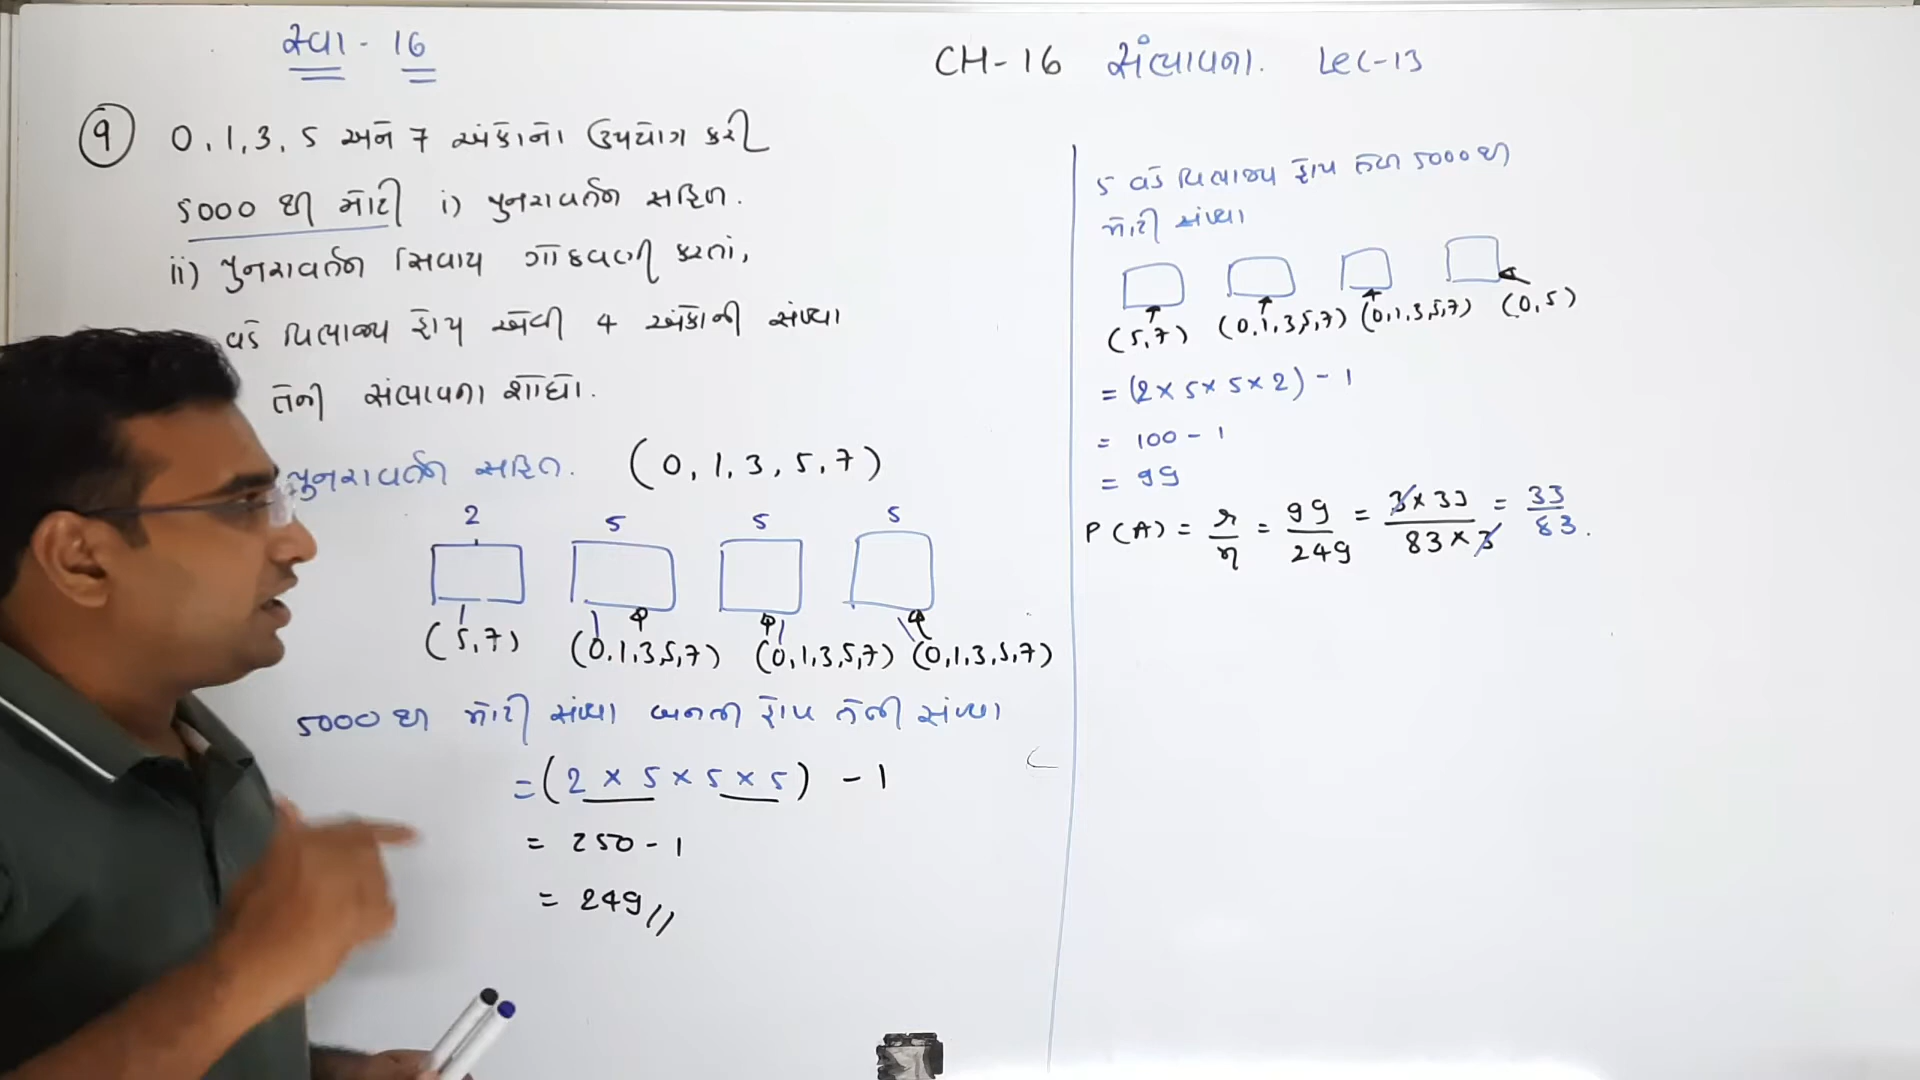 સ્વા - 16
CH-16 સંભાવના. Lec-13
9 0, 1, 3, 5 અને 7 અંકોનો ઉપયોગ કરી
5000 થી મોટી i) પુનરાવર્તન સહિત.
ii) પુનરાવર્તન સિવાય ગોઠવણી કરતાં,
વડે વિભાજ્ય હોય એવી 4 અંકોની સંખ્યા
તેની સંભાવના શોધો.
પુનરાવર્તન સહિત. (0, 1, 3, 5, 7)
2 5 5 5
(5,7) (0,1,3,5,7) (0,1,3,5,7) (0,1,3,5,7)
5000 થી મોટી સંખ્યા બનતી હોય તેની સંખ્યા
= (2 × 5 × 5 × 5) - 1
= 250 - 1
= 249 //
5 વડે વિભાજ્ય હોય તેવી 5000 થી
મોટી સંખ્યા
(5,7) (0,1,3,5,7) (0,1,3,5,7) (0,5)
= (2 × 5 × 5 × 2) - 1
= 100 - 1
= 99
P(A) = r/n = 99/249 = 3×33/83×3 = 33/83.